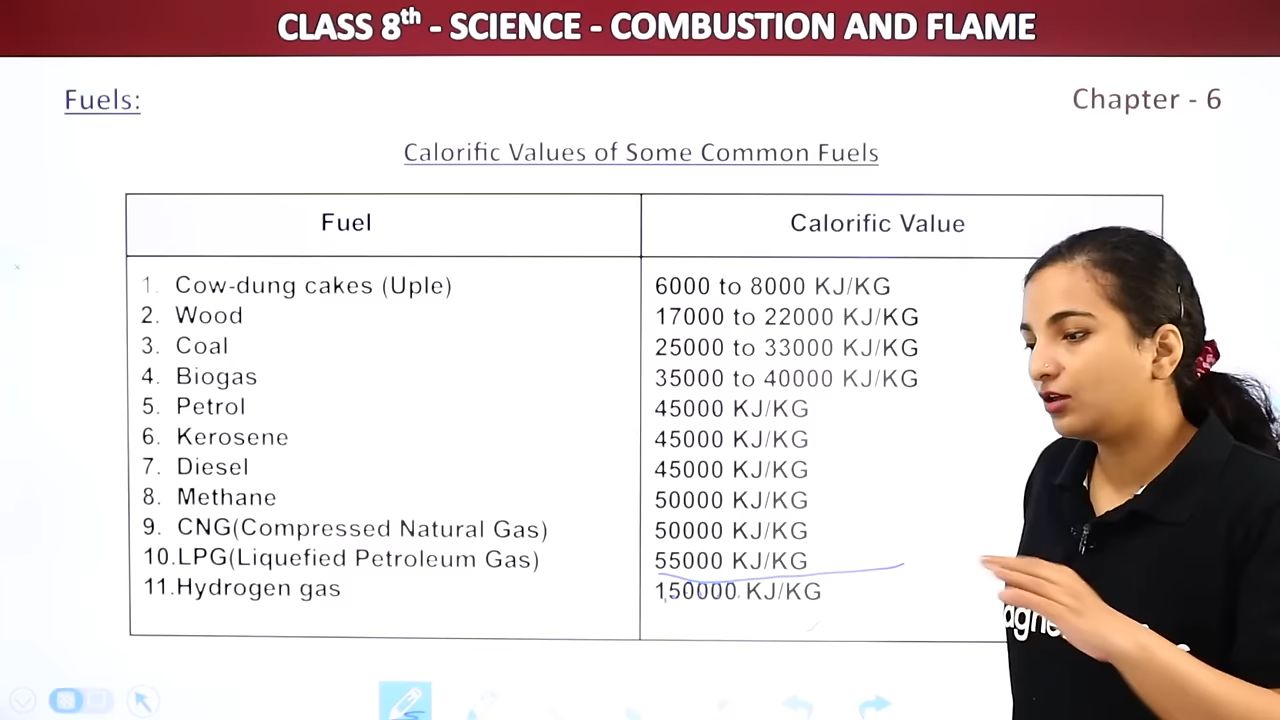 CLASS 8th - SCIENCE - COMBUSTION AND FLAME
Fuels:
Chapter - 6
Calorific Values of Some Common Fuels
Fuel Calorific Value
1. Cow-dung cakes (Uple) 6000 to 8000 KJ/KG
2. Wood 17000 to 22000 KJ/KG
3. Coal 25000 to 33000 KJ/KG
4. Biogas 35000 to 40000 KJ/KG
5. Petrol 45000 KJ/KG
6. Kerosene 45000 KJ/KG
7. Diesel 45000 KJ/KG
8. Methane 50000 KJ/KG
9. CNG(Compressed Natural Gas) 50000 KJ/KG
10.LPG(Liquefied Petroleum Gas) 55000 KJ/KG
11.Hydrogen gas 150000 KJ/KG